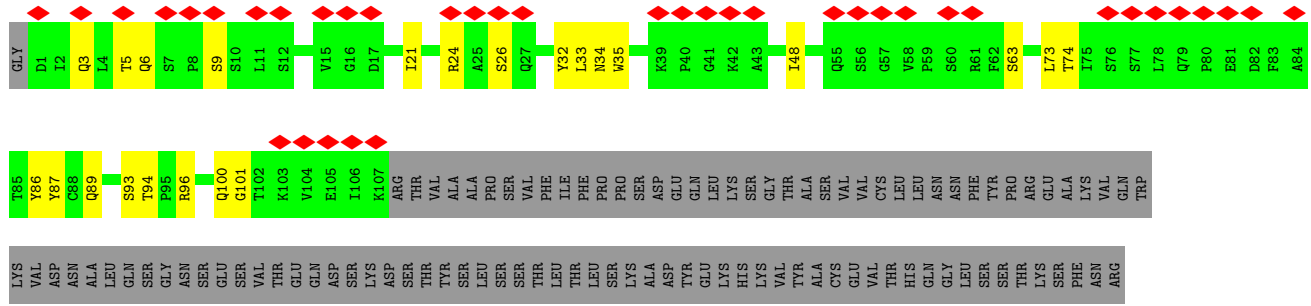 GLY D1 I2 Q3 L4 T5 Q6 S7 P8 S9 S10 L11 S12 V15 G16 D17 I21 R24 A25 S26 Q27 Y32 L33 N34 W35 K39 P40 G41 K42 A43 I48 Q55 S56 G57 V58 P59 S60 R61 F62 S63 L73 T74 I75 S76 S77 L78 Q79 P80 E81 D82 F83 A84
T85 Y86 Y87 C88 Q89 S93 T94 P95 R96 Q100 G101 T102 K103 V104 E105 I106 K107 ARG THR VAL ALA ALA PRO SER VAL PHE ILE PHE PRO PRO SER ASP GLU GLN LEU LYS SER GLY THR ALA SER VAL VAL CYS LEU LEU ASN ASN PHE TYR PRO ARG GLU ALA LYS VAL GLN TRP
LYS VAL ASP ASN ALA LEU GLN SER GLY ASN SER GLU SER VAL THR GLU GLN ASP SER LYS ASP SER THR TYR SER LEU SER SER THR LEU THR LEU SER LYS ALA ASP TYR GLU LYS HIS LYS VAL TYR ALA CYS GLU VAL THR HIS GLN GLY LEU SER SER THR LYS SER PHE ASN ARG